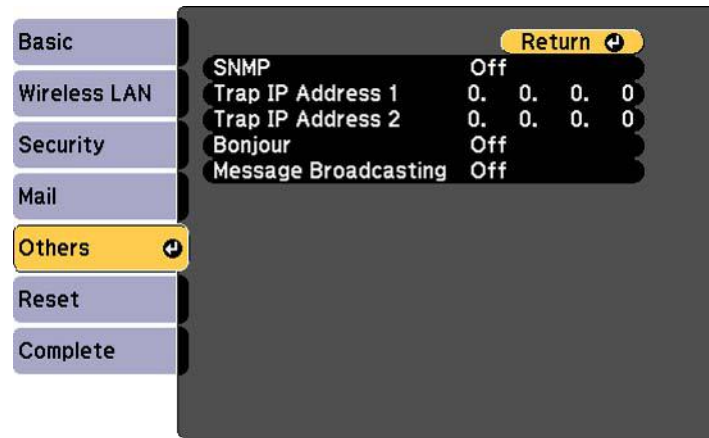 Basic
Wireless LAN
Security
Mail
Others
Reset
Complete
Return
SNMP Off
Trap IP Address 1 0. 0. 0. 0
Trap IP Address 2 0. 0. 0. 0
Bonjour Off
Message Broadcasting Off